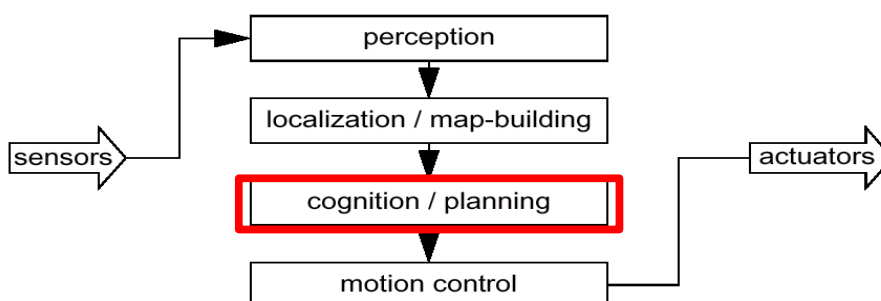 perception
localization / map-building
sensors
actuators
cognition / planning
motion control